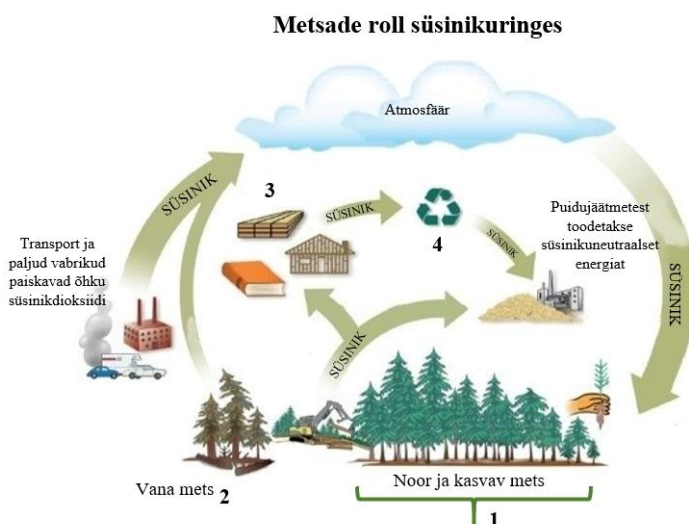 Metsade roll süsinikuringes
Atmosfäär
SÜSINIK
3
SÜSINIK
4
SÜSINIK
Puidujäätmetest
toodetakse
süsinikuneutraalset
energiat
SÜSINIK
Transport ja
paljud vabrikud
paiskavad õhku
süsinikdioksiidi
SÜSINIK
Vana mets 2
Noor ja kasvav mets
1